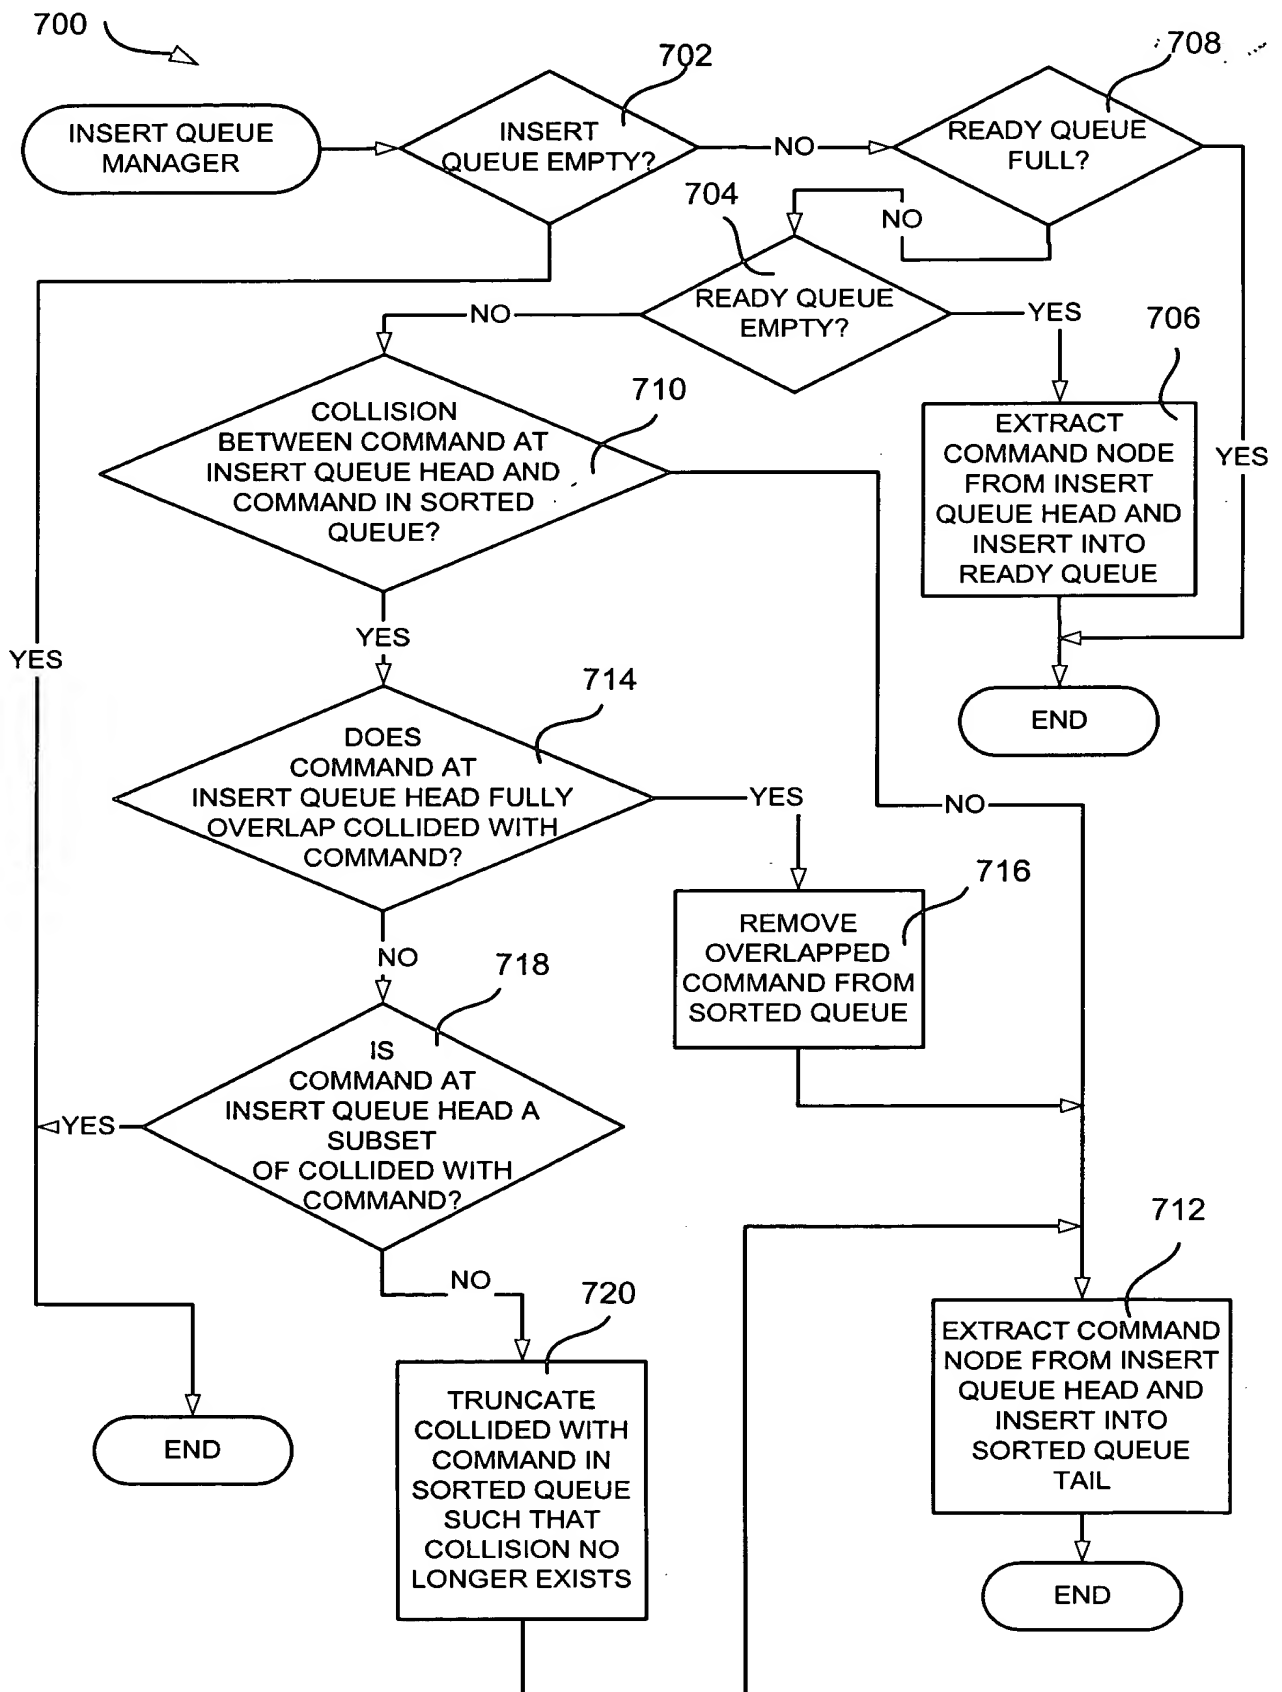 700
702
708
INSERT QUEUE
MANAGER
INSERT
QUEUE EMPTY?
NO
READY QUEUE
FULL?
704
NO
READY QUEUE
EMPTY?
NO
YES
706
710
COLLISION
BETWEEN COMMAND AT
INSERT QUEUE HEAD AND
COMMAND IN SORTED
QUEUE?
EXTRACT
COMMAND NODE
FROM INSERT
QUEUE HEAD AND
INSERT INTO
READY QUEUE
YES
YES
YES
714
END
DOES
COMMAND AT
INSERT QUEUE HEAD FULLY
OVERLAP COLLIDED WITH
COMMAND?
YES
NO
716
REMOVE
OVERLAPPED
COMMAND FROM
SORTED QUEUE
NO
718
IS
COMMAND AT
INSERT QUEUE HEAD A
SUBSET
OF COLLIDED WITH
COMMAND?
YES
712
NO
720
EXTRACT COMMAND
NODE FROM INSERT
QUEUE HEAD AND
INSERT INTO
SORTED QUEUE
TAIL
END
TRUNCATE
COLLIDED WITH
COMMAND IN
SORTED QUEUE
SUCH THAT
COLLISION NO
LONGER EXISTS
END